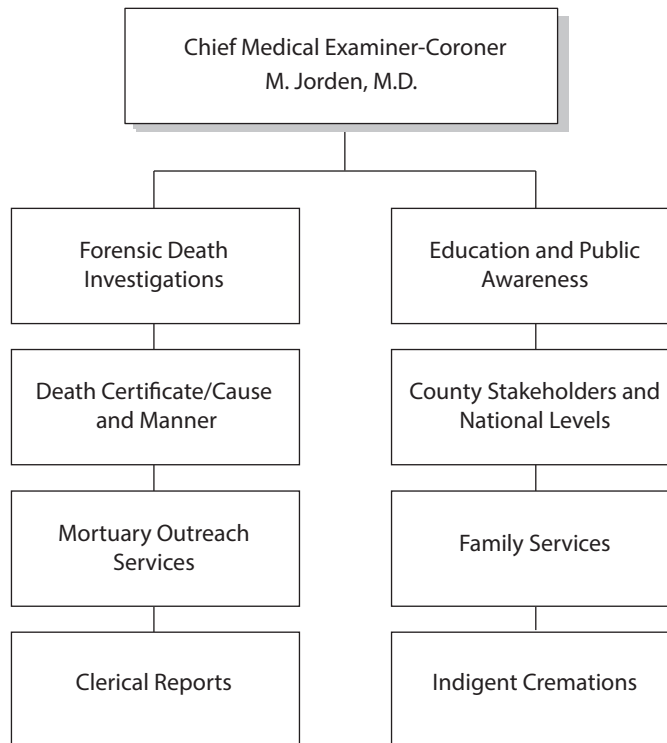 Chief Medical Examiner-Coroner
M. Jorden, M.D.
Forensic Death
Investigations
Education and Public
Awareness
Death Certificate/Cause
and Manner
County Stakeholders and
National Levels
Mortuary Outreach
Services
Family Services
Clerical Reports
Indigent Cremations